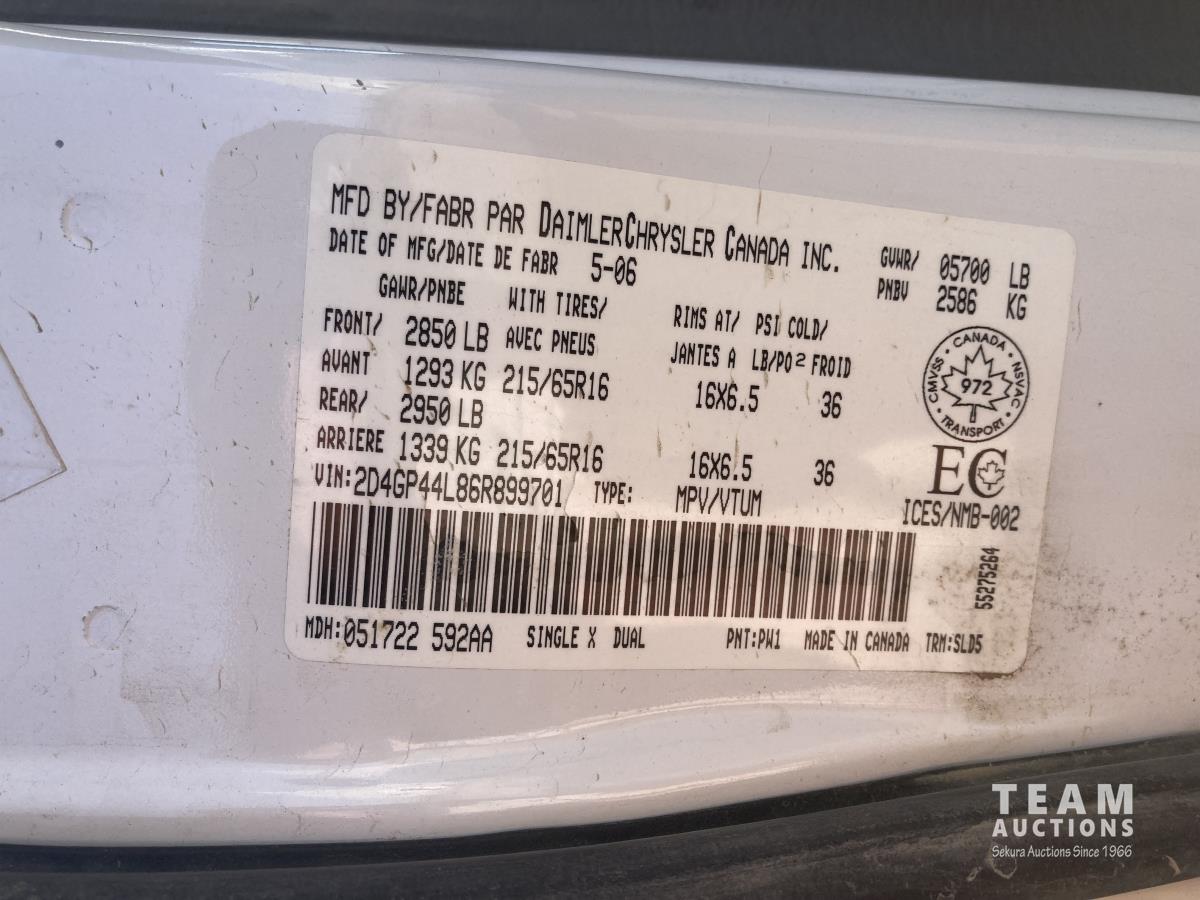 MFD BY/FABR PAR DAIMLERCHRYSLER CANADA INC.
DATE OF MFG/DATE DE FABR 5-06
GVWR/ 05700 LB
PNBV 2586 KG
GAWR/PNBE WITH TIRES/ RIMS AT/ PSI COLD/
FRONT/ 2850 LB AVEC PNEUS JANTES A LB/PO² FROID
AVANT 1293 KG 215/65R16 16X6.5 36
REAR/ 2950 LB
ARRIERE 1339 KG 215/65R16 16X6.5 36
VIN:2D4GP44L86R899701 TYPE: MPV/VTUM
CANADA
CMVSS 972 NSVAC
TRANSPORT
EC
ICES/NMB-002
55275264
MDH:051722 592AA SINGLE X DUAL PNT:PW1 MADE IN CANADA TRM:SLD5
TEAM
AUCTIONS
Sekura Auctions Since 1966